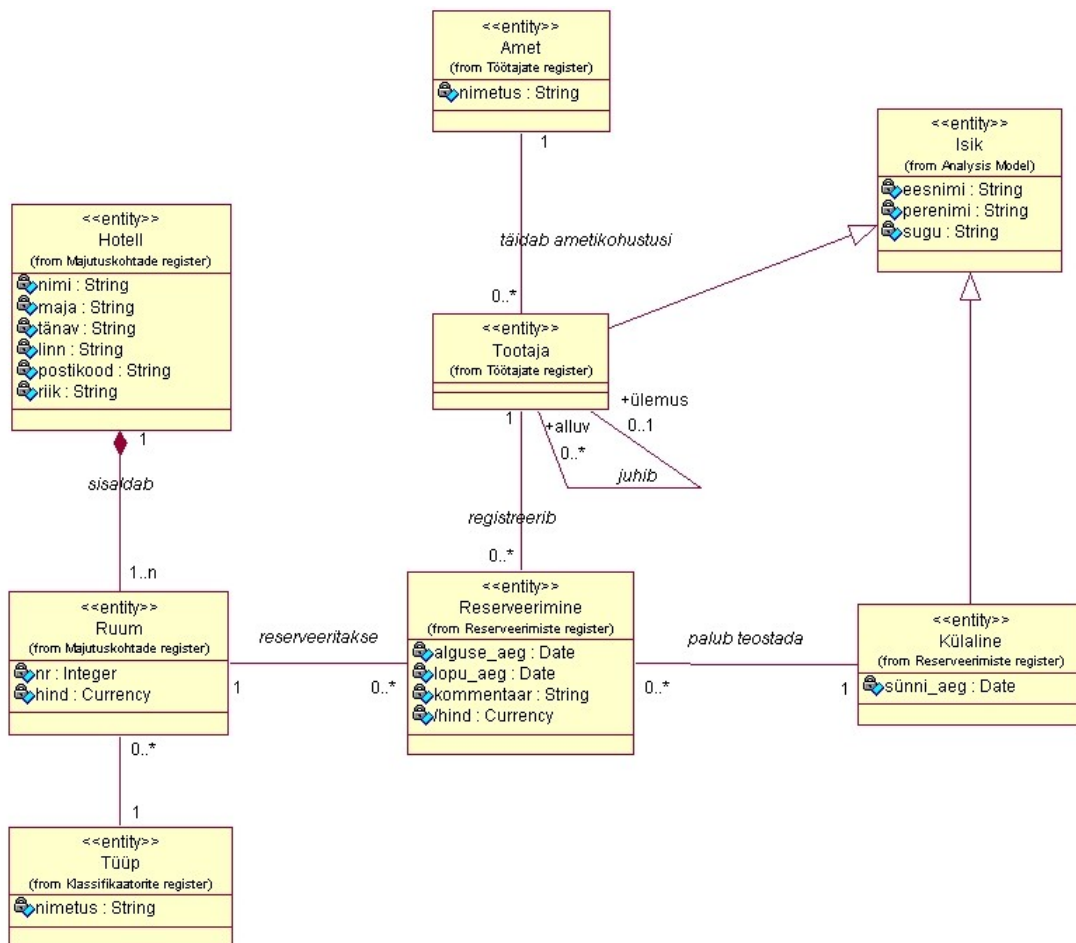 <<entity>>
Amet
(from Töötajate register)
nimetus : String
1
täidab ametikohustusi
0..*
<<entity>>
Isik
(from Analysis Model)
eesnimi : String
perenimi : String
sugu : String
<<entity>>
Hotell
(from Majutuskohtade register)
nimi : String
maja : String
tänav : String
linn : String
postikood : String
riik : String
1
sisaldab
1..n
<<entity>>
Tootaja
(from Töötajate register)
1
+alluv
0..*
+ülemus
0..1
juhib
registreerib
0..*
<<entity>>
Ruum
(from Majutuskohtade register)
nr : Integer
hind : Currency
reserveeritakse
1
0..*
<<entity>>
Reserveerimine
(from Reserveerimiste register)
alguse_aeg : Date
lopu_aeg : Date
kommentaar : String
/hind : Currency
palub teostada
0..*
1
<<entity>>
Külaline
(from Reserveerimiste register)
sünni_aeg : Date
0..*
1
<<entity>>
Tüüp
(from Klassifikaatorite register)
nimetus : String